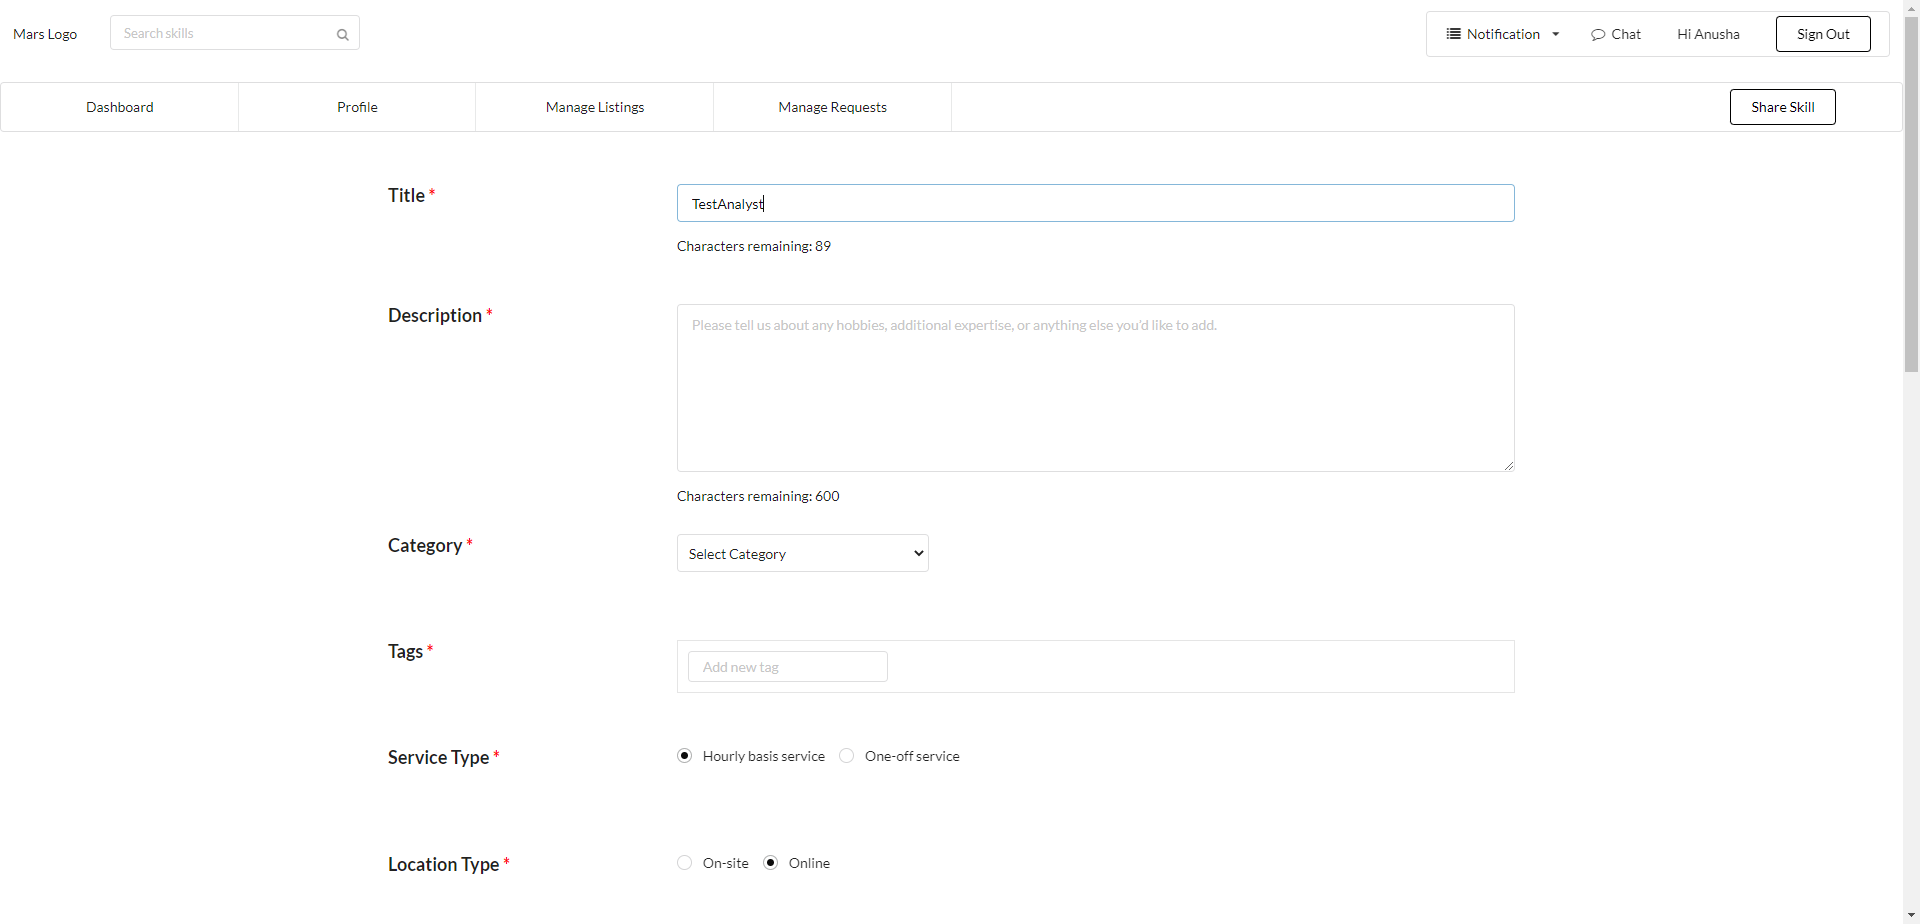 Mars Logo
Search skills
Notification
Chat
Hi Anusha
Sign Out
Dashboard
Profile
Manage Listings
Manage Requests
Share Skill
Title *
TestAnalyst
Characters remaining: 89
Description *
Please tell us about any hobbies, additional expertise, or anything else you'd like to add.
Characters remaining: 600
Category *
Select Category
Tags *
Add new tag
Service Type *
Hourly basis service
One-off service
Location Type *
On-site
Online